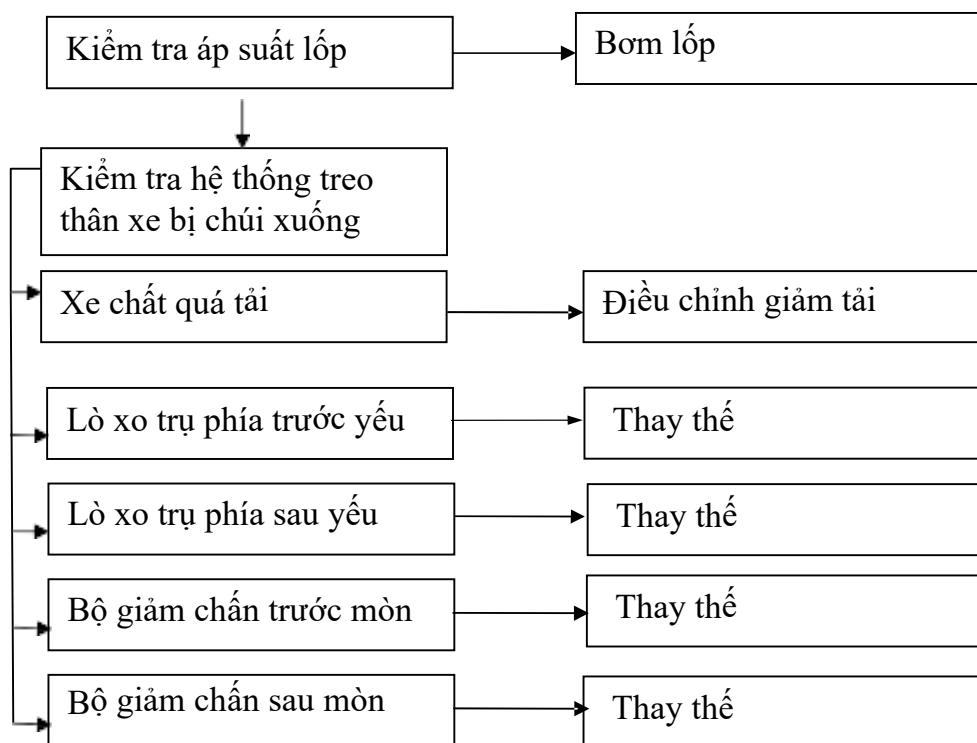 Kiểm tra áp suất lốp
Bơm lốp
Kiểm tra hệ thống treo
thân xe bị chúi xuống
Xe chất quá tải
Điều chỉnh giảm tải
Lò xo trụ phía trước yếu
Thay thế
Lò xo trụ phía sau yếu
Thay thế
Bộ giảm chấn trước mòn
Thay thế
Bộ giảm chấn sau mòn
Thay thế